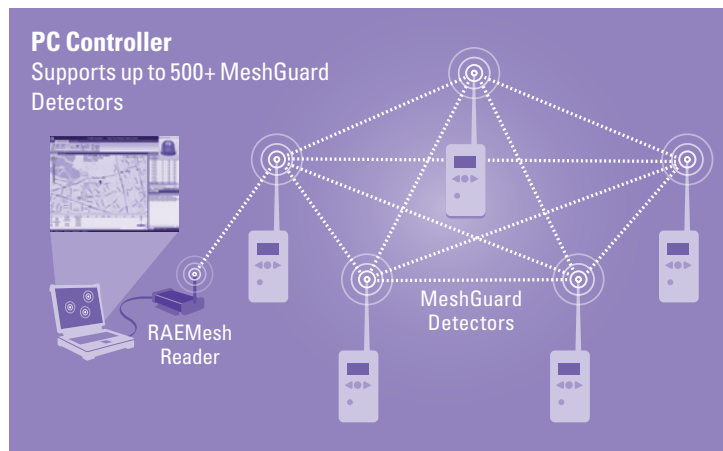 PC Controller
Supports up to 500+ MeshGuard
Detectors
RAEMesh
Reader
MeshGuard
Detectors